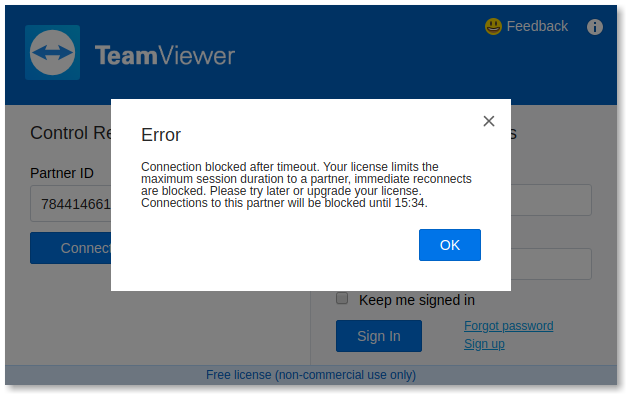 Feedback
TeamViewer
Control Re
s
Partner ID
784414661
Connect
Error
Connection blocked after timeout. Your license limits the
maximum session duration to a partner, immediate reconnects
are blocked. Please try later or upgrade your license.
Connections to this partner will be blocked until 15:34.
OK
Keep me signed in
Sign In
Forgot password
Sign up
Free license (non-commercial use only)